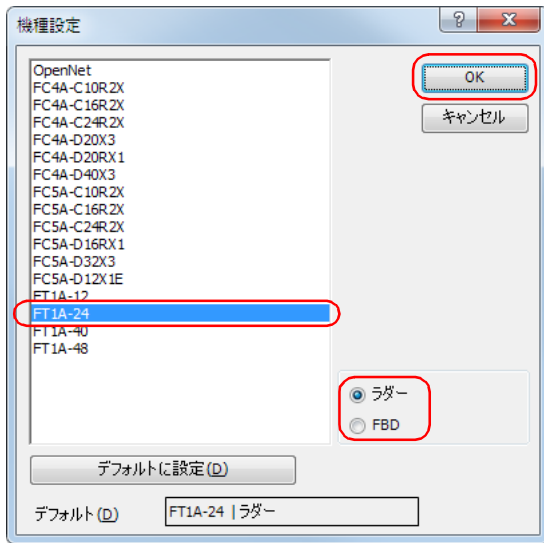 機種設定
OpenNet
FC4A-C10R2X
FC4A-C16R2X
FC4A-C24R2X
FC4A-D20X3
FC4A-D20RX1
FC4A-D40X3
FC5A-C10R2X
FC5A-C16R2X
FC5A-C24R2X
FC5A-D16RX1
FC5A-D32X3
FC5A-D12X1E
FT1A-12
FT1A-24
FT1A-40
FT1A-48
OK
キャンセル
ラダー
FBD
デフォルトに設定(D)
デフォルト(D) FT1A-24 | ラダー